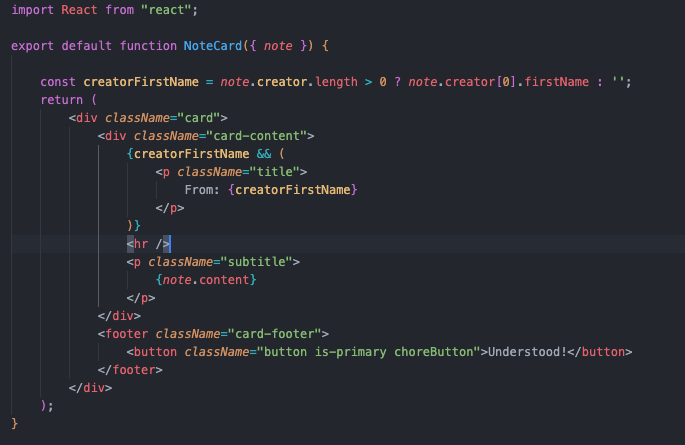 import React from "react";
export default function NoteCard({ note }) {
const creatorFirstName = note.creator.length > 0 ? note.creator[0].firstName : '';
return (
<div className="card">
<div className="card-content">
{creatorFirstName && (
<p className="title">
From: {creatorFirstName}
</p>
)}
<hr />
<p className="subtitle">
{note.content}
</p>
</div>
<footer className="card-footer">
<button className="button is-primary choreButton">Understood!</button>
</footer>
</div>
);
}